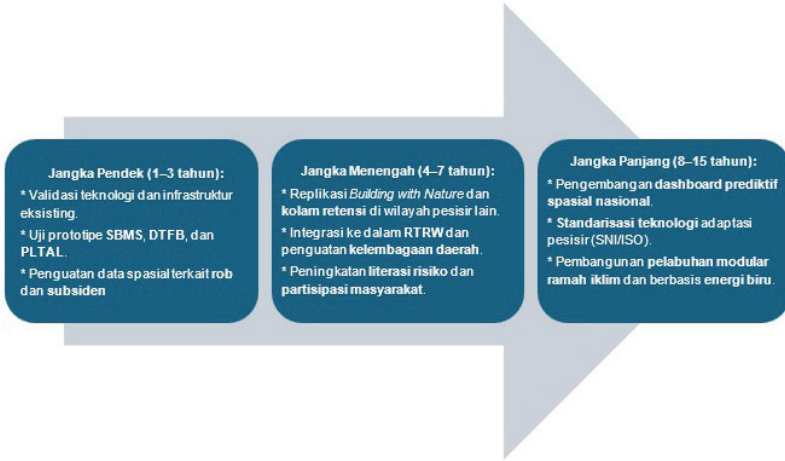 Jangka Pendek (1–3 tahun):
* Validasi teknologi dan infrastruktur
eksisting.
* Uji prototipe SBMS, DTFB, dan
PLTAL.
* Penguatan data spasial terkait rob
dan subsiden
Jangka Menengah (4–7 tahun):
* Replikasi Building with Nature dan
kolam retensi di wilayah pesisir lain.
* Integrasi ke dalam RTRW dan
penguatan kelembagaan daerah.
* Peningkatan literasi risiko dan
partisipasi masyarakat.
Jangka Panjang (8–15 tahun):
* Pengembangan dashboard prediktif
spasial nasional.
* Standarisasi teknologi adaptasi
pesisir (SNI/ISO).
* Pembangunan pelabuhan modular
ramah iklim dan berbasis energi biru.